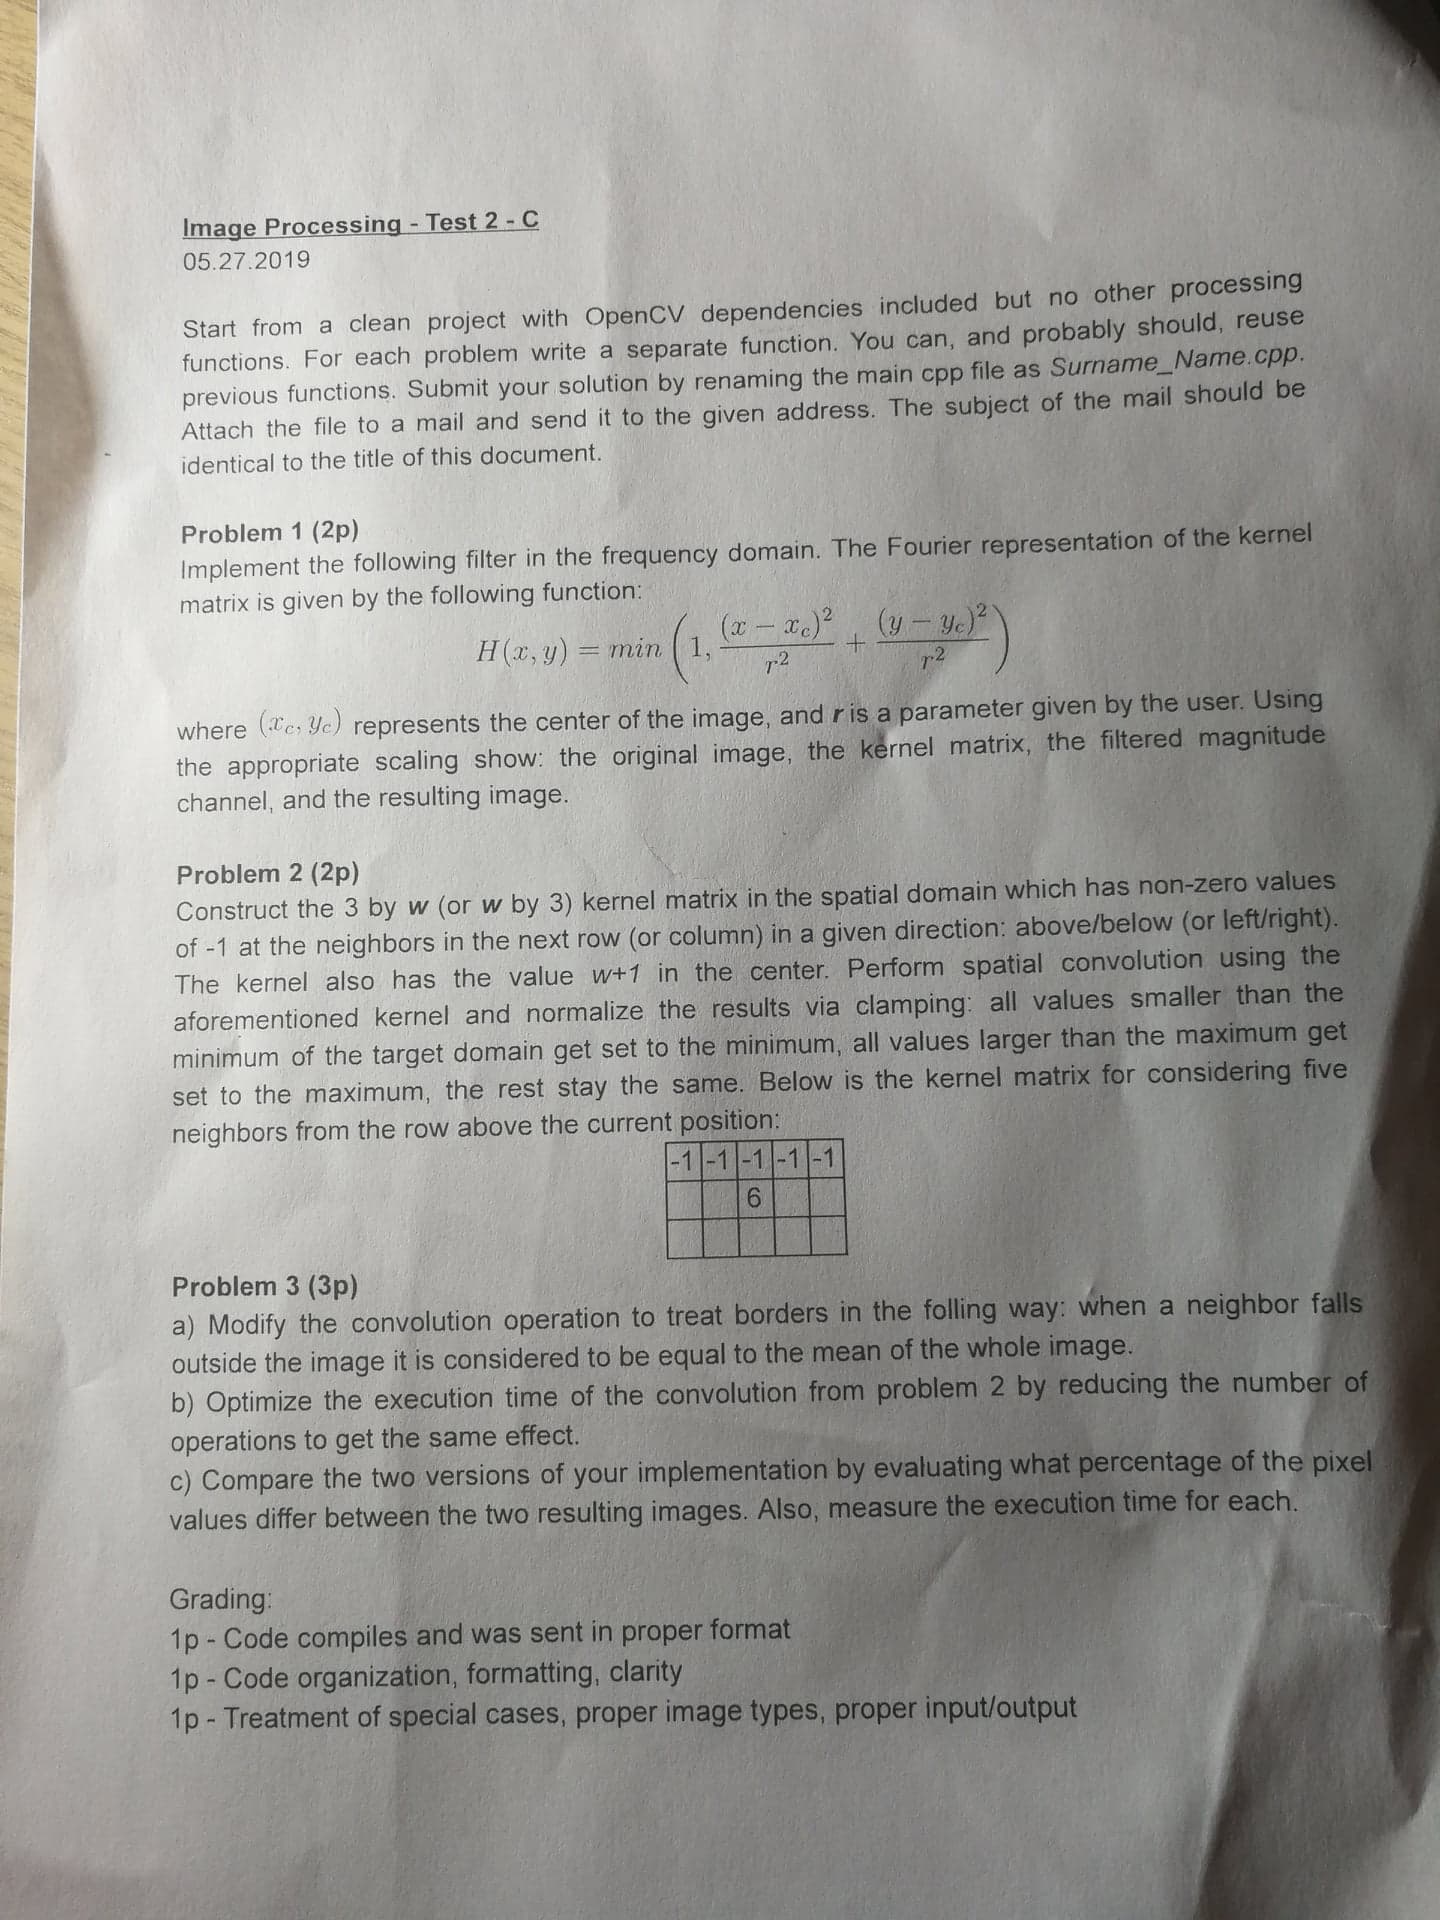 Image Processing - Test 2 - C
05.27.2019
Start from a clean project with OpenCV dependencies included but no other processing
functions. For each problem write a separate function. You can, and probably should, reuse
previous functions. Submit your solution by renaming the main cpp file as Surname_Name.cpp.
Attach the file to a mail and send it to the given address. The subject of the mail should be
identical to the title of this document.
Problem 1 (2p)
Implement the following filter in the frequency domain. The Fourier representation of the kernel
matrix is given by the following function:
H(x, y) = min (1, (x − x_c)²/r² + (y − y_c)²/r²)
where (x_c, y_c) represents the center of the image, and r is a parameter given by the user. Using
the appropriate scaling show: the original image, the kernel matrix, the filtered magnitude
channel, and the resulting image.
Problem 2 (2p)
Construct the 3 by w (or w by 3) kernel matrix in the spatial domain which has non-zero values
of -1 at the neighbors in the next row (or column) in a given direction: above/below (or left/right).
The kernel also has the value w+1 in the center. Perform spatial convolution using the
aforementioned kernel and normalize the results via clamping: all values smaller than the
minimum of the target domain get set to the minimum, all values larger than the maximum get
set to the maximum, the rest stay the same. Below is the kernel matrix for considering five
neighbors from the row above the current position:
-1 -1 -1 -1 -1
6
Problem 3 (3p)
a) Modify the convolution operation to treat borders in the folling way: when a neighbor falls
outside the image it is considered to be equal to the mean of the whole image.
b) Optimize the execution time of the convolution from problem 2 by reducing the number of
operations to get the same effect.
c) Compare the two versions of your implementation by evaluating what percentage of the pixel
values differ between the two resulting images. Also, measure the execution time for each.
Grading:
1p - Code compiles and was sent in proper format
1p - Code organization, formatting, clarity
1p - Treatment of special cases, proper image types, proper input/output